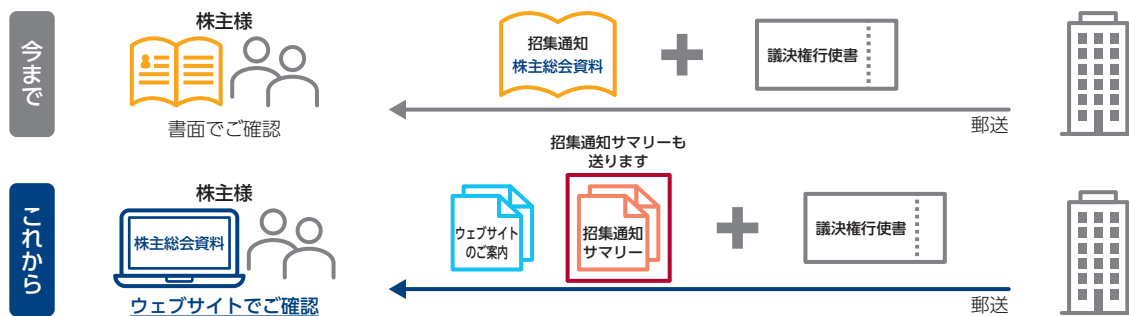 今まで
株主様
書面でご確認
招集通知
株主総会資料
議決権行使書
郵送
これから
株主様
株主総会資料
ウェブサイトでご確認
招集通知サマリーも
送ります
ウェブサイト
のご案内
招集通知
サマリー
議決権行使書
郵送